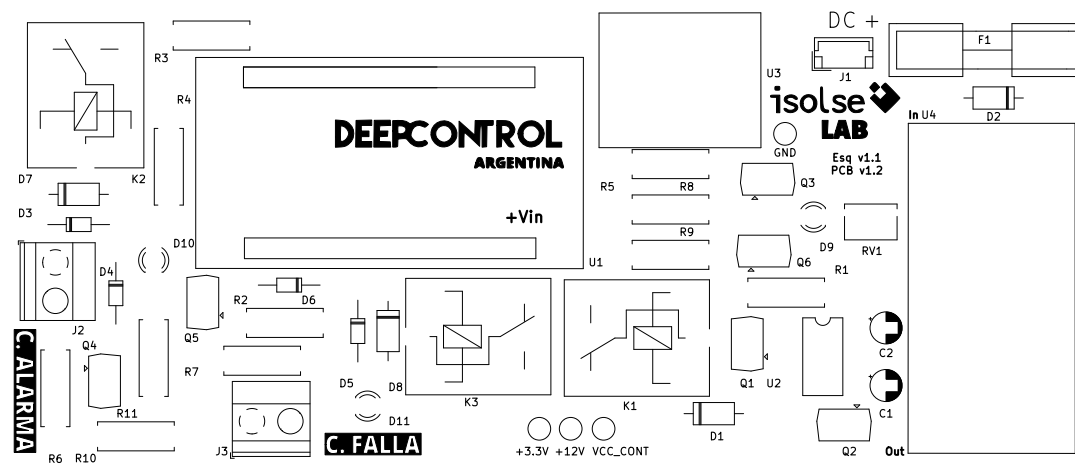 DC +
F1
R3
J1
U3
R4
isolse
LAB
D2
In U4
DEEPCONTROL
ARGENTINA
GND
Esq v1.1
PCB v1.2
D7
K2
R5
R8
Q3
D3
+Vin
D10
R9
D9
RV1
D4
U1
Q6
R1
R2
D6
J2
Q5
C. ALARMA
Q4
C2
R7
D5
D8
Q1
U2
K3
K1
C1
R11
D11
D1
R6
R10
J3
C. FALLA
+3.3V
+12V
VCC_CONT
Q2
Out